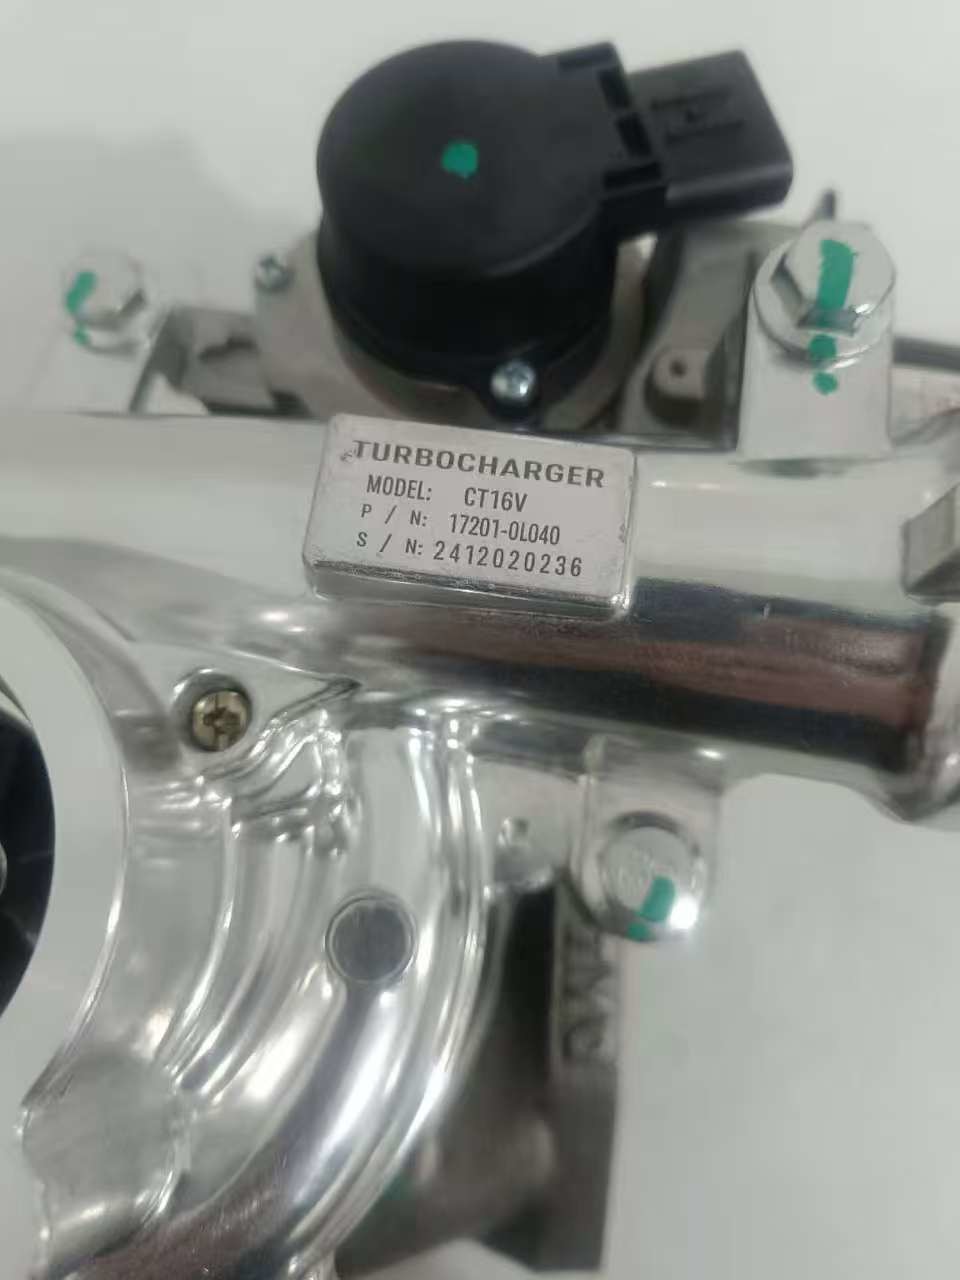 TURBOCHARGER
MODEL: CT16V
P / N: 17201-0L040
S / N: 2412020236